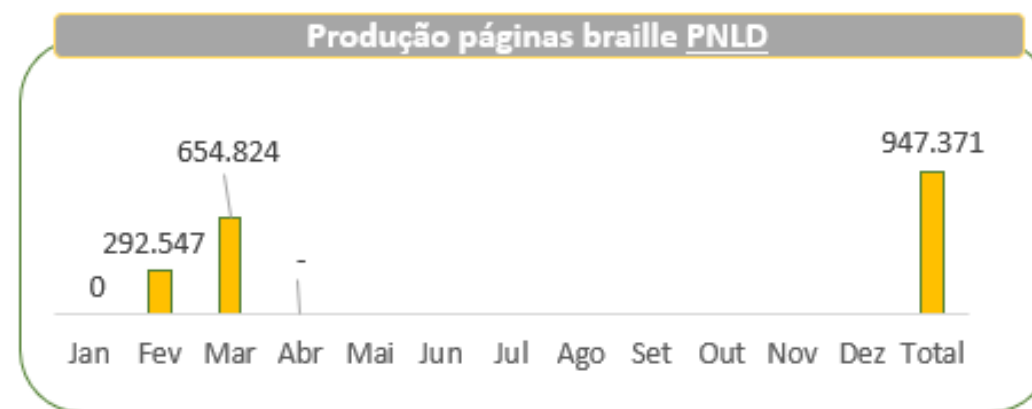 Produção páginas braille PNLD
947.371
654.824
292.547
-
0
Jan Fev Mar Abr Mai Jun Jul Ago Set Out Nov Dez Total